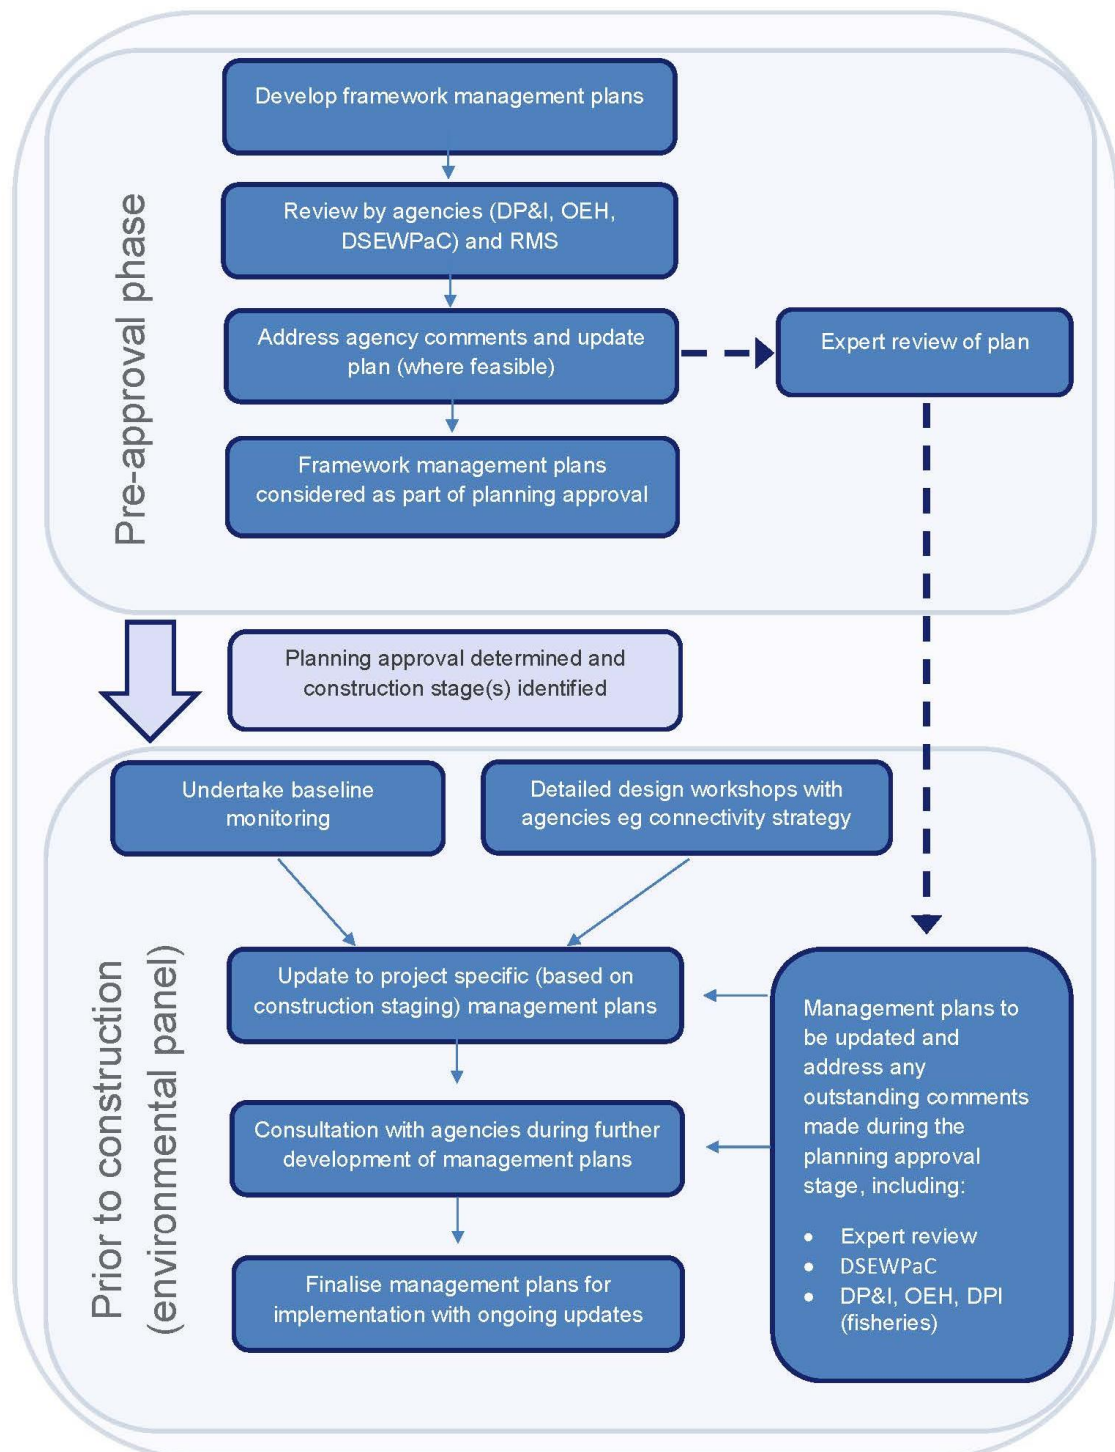 Pre-approval phase
Develop framework management plans
Review by agencies (DP&I, OEH,
DSEWPaC) and RMS
Address agency comments and update
plan (where feasible)
Expert review of plan
Framework management plans
considered as part of planning approval
Planning approval determined and
construction stage(s) identified
Prior to construction
(environmental panel)
Undertake baseline
monitoring
Detailed design workshops with
agencies eg connectivity strategy
Update to project specific (based on
construction staging) management plans
Consultation with agencies during further
development of management plans
Finalise management plans for
implementation with ongoing updates
Management plans to
be updated and
address any
outstanding comments
made during the
planning approval
stage, including:
• Expert review
• DSEWPaC
• DP&I, OEH, DPI
(fisheries)